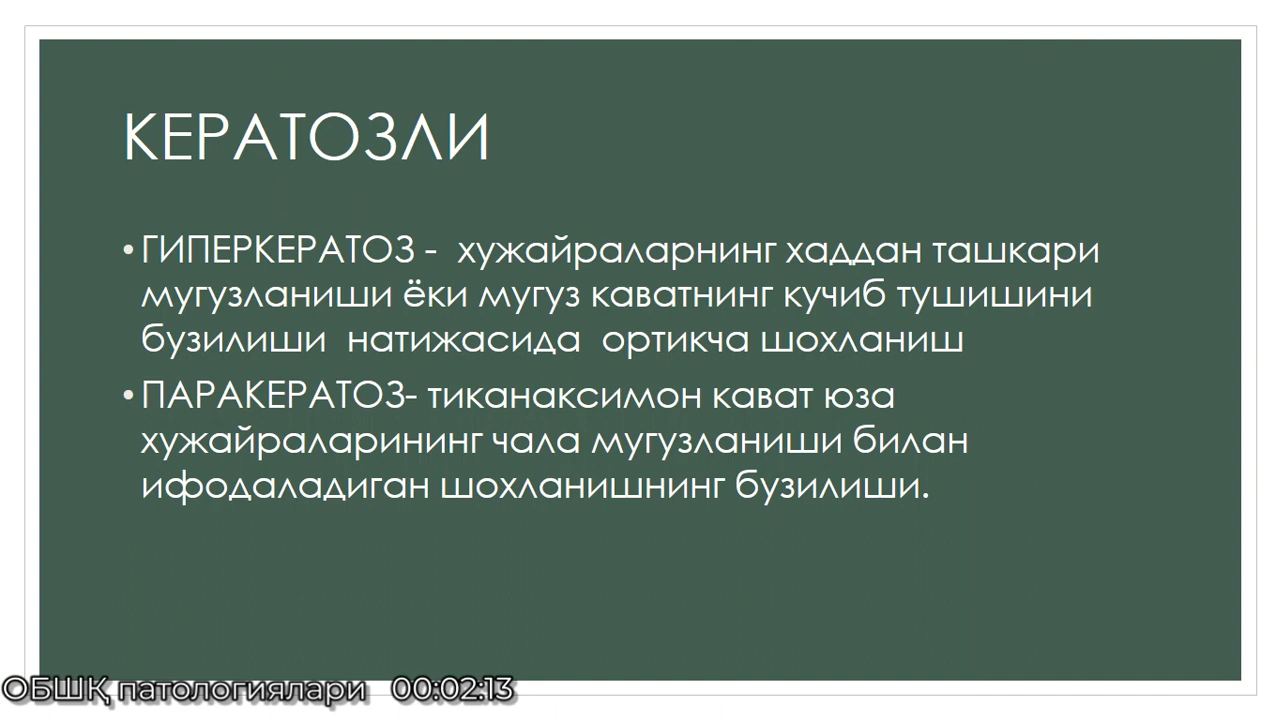 КЕРАТОЗЛИ
•ГИПЕРКЕРАТОЗ - хужайраларнинг хаддан ташкари
мугузланиши ёки мугуз каватнинг кучиб тушишини
бузилиши натижасида ортикча шохланиш
•ПАРАКЕРАТОЗ- тиканаксимон кават юза
хужайраларининг чала мугузланиши билан
ифодаладиган шохланишнинг бузилиши.
ОБШҚ патологиялари 00:02:13